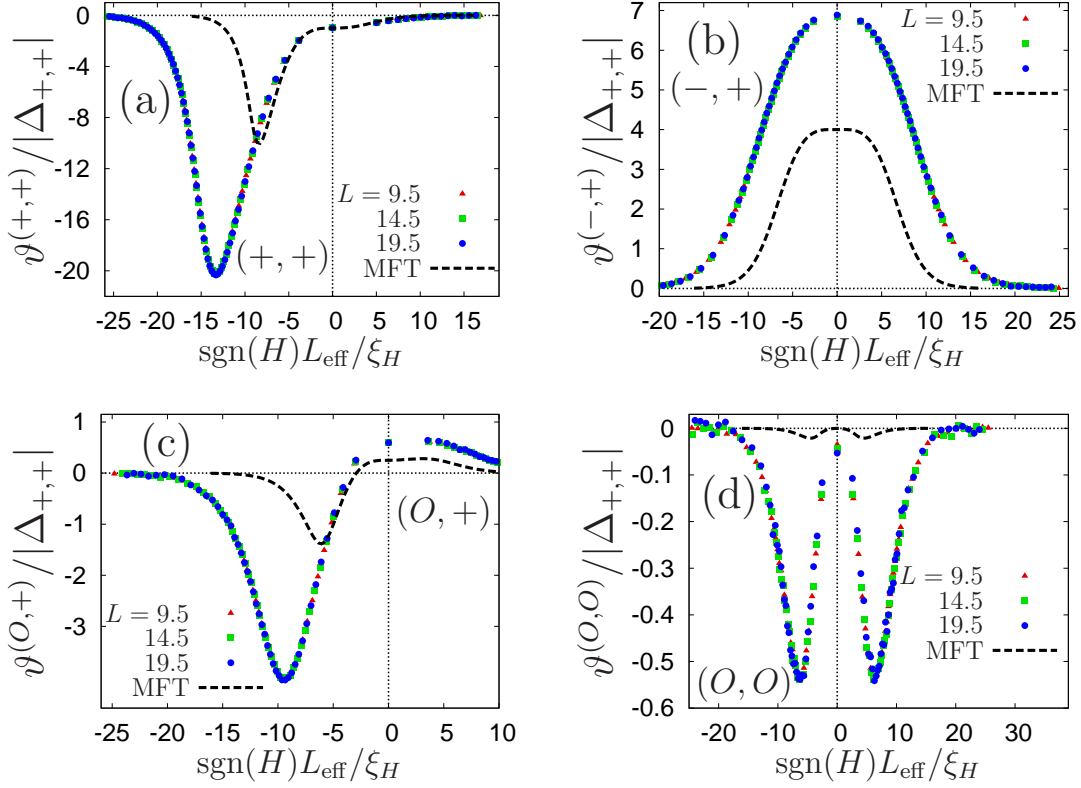 ϑ^(+,+)/|Δ_+,+|
0
-4
-8
-12
-16
-20
(a)
(+,+)
L = 9.5
14.5
19.5
MFT
-25 -20 -15 -10 -5 0 5 10 15
sgn(H)L_eff/ξ_H
ϑ^(−,+)/|Δ_+,+|
7
6
5
4
3
2
1
0
(b)
(−,+)
L = 9.5
14.5
19.5
MFT
-20 -15 -10 -5 0 5 10 15 20 25
sgn(H)L_eff/ξ_H
ϑ^(O,+)/|Δ_+,+|
1
0
-1
-2
-3
(c)
(O,+)
L = 9.5
14.5
19.5
MFT
-25 -20 -15 -10 -5 0 5 10
sgn(H)L_eff/ξ_H
ϑ^(O,O)/|Δ_+,+|
0
-0.1
-0.2
-0.3
-0.4
-0.5
-0.6
(d)
(O,O)
L = 9.5
14.5
19.5
MFT
-20 -10 0 10 20 30
sgn(H)L_eff/ξ_H